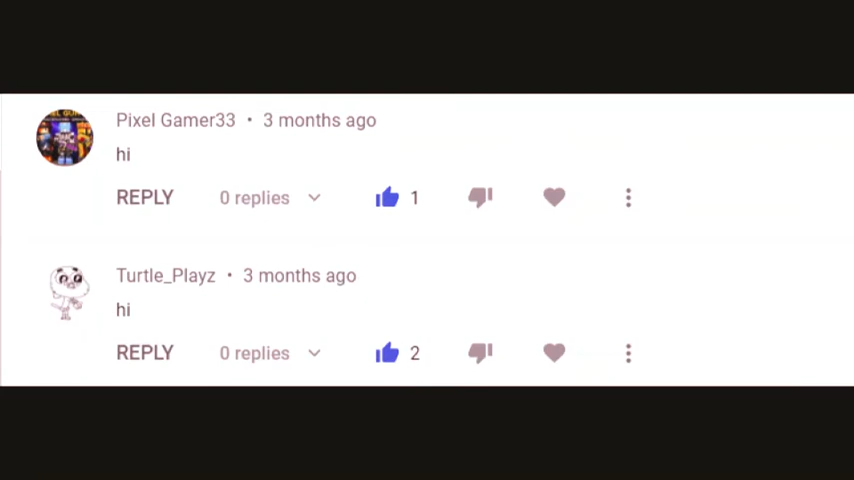 Pixel Gamer33 • 3 months ago
hi
REPLY 0 replies 1
Turtle_Playz • 3 months ago
hi
REPLY 0 replies 2